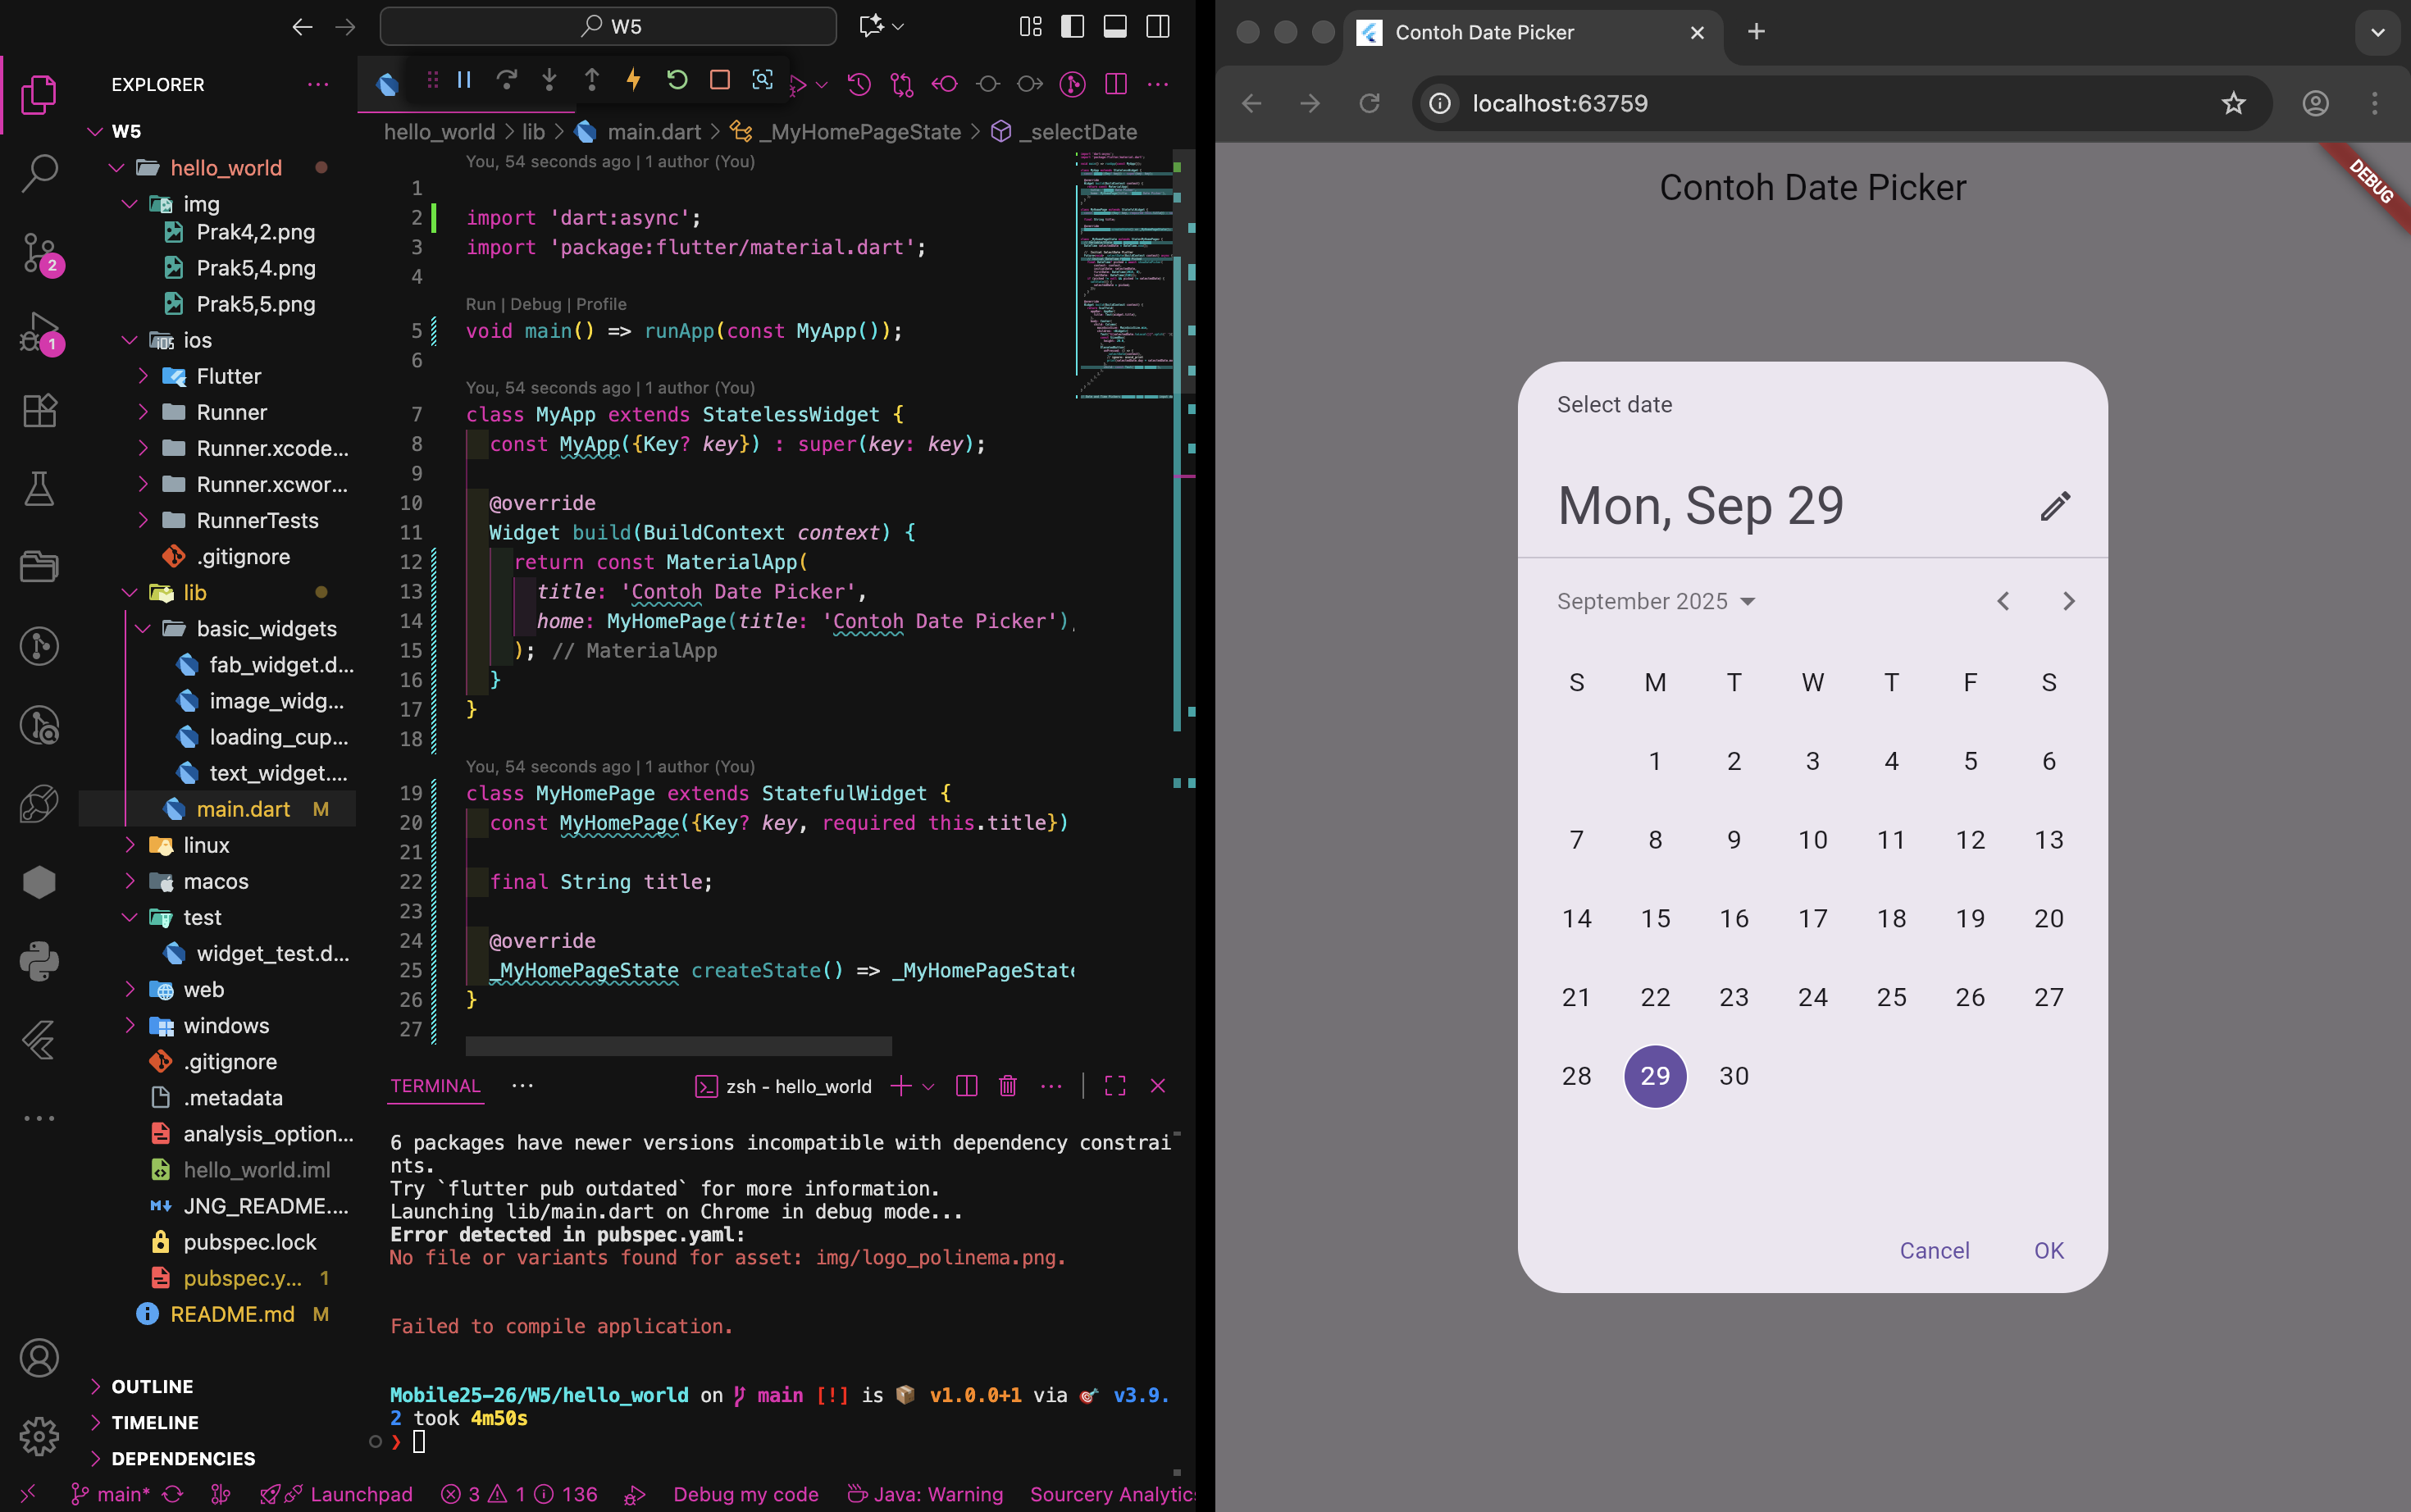 W5
EXPLORER
W5
hello_world
img
Prak4,2.png
Prak5,4.png
Prak5,5.png
ios
Flutter
Runner
Runner.xcode...
Runner.xcwor...
RunnerTests
.gitignore
lib
basic_widgets
fab_widget.d...
image_widg...
loading_cup...
text_widget....
main.dart M
linux
macos
test
widget_test.d...
web
windows
.gitignore
.metadata
analysis_option...
hello_world.iml
JNG_README....
pubspec.lock
pubspec.y... 1
README.md M
OUTLINE
TIMELINE
DEPENDENCIES
2
1
hello_world > lib > main.dart > _MyHomePageState > _selectDate
You, 54 seconds ago | 1 author (You)
1
2 import 'dart:async';
3 import 'package:flutter/material.dart';
4
Run | Debug | Profile
5 void main() => runApp(const MyApp());
6
You, 54 seconds ago | 1 author (You)
7 class MyApp extends StatelessWidget {
8 const MyApp({Key? key}) : super(key: key);
9
10 @override
11 Widget build(BuildContext context) {
12 return const MaterialApp(
13 title: 'Contoh Date Picker',
14 home: MyHomePage(title: 'Contoh Date Picker'),
15 ); // MaterialApp
16 }
17 }
18
You, 54 seconds ago | 1 author (You)
19 class MyHomePage extends StatefulWidget {
20 const MyHomePage({Key? key, required this.title})
21
22 final String title;
23
24 @override
25 _MyHomePageState createState() => _MyHomePageState
26 }
27
TERMINAL
zsh - hello_world
6 packages have newer versions incompatible with dependency constrai
nts.
Try `flutter pub outdated` for more information.
Launching lib/main.dart on Chrome in debug mode...
Error detected in pubspec.yaml:
No file or variants found for asset: img/logo_polinema.png.
Failed to compile application.
Mobile25-26/W5/hello_world on main [!] is 📦 v1.0.0+1 via 🎯 v3.9.
2 took 4m50s
❯
main* Launchpad 3 1 136 Debug my code Java: Warning Sourcery Analytics
Contoh Date Picker
localhost:63759
DEBUG
Contoh Date Picker
Select date
Mon, Sep 29
September 2025
S M T W T F S
1 2 3 4 5 6
7 8 9 10 11 12 13
14 15 16 17 18 19 20
21 22 23 24 25 26 27
28 29 30
Cancel OK